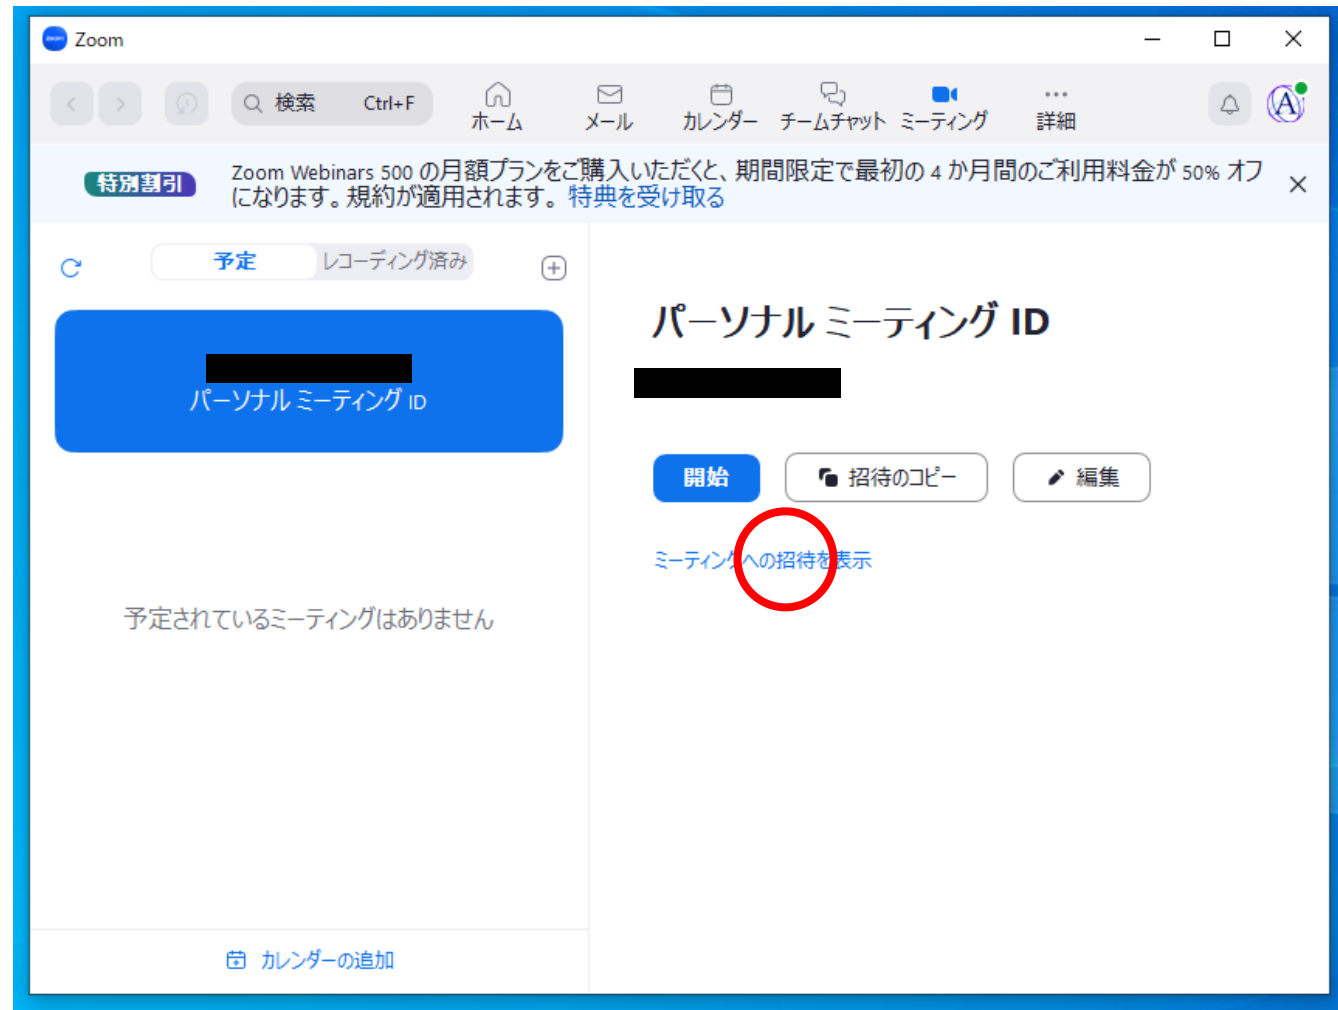 Zoom
検索 Ctrl+F
ホーム
メール
カレンダー
チームチャット
ミーティング
詳細
A
特別割引
Zoom Webinars 500 の月額プランをご購入いただくと、期間限定で最初の 4 か月間のご利用料金が 50% オフ
になります。規約が適用されます。 特典を受け取る
予定
レコーディング済み
パーソナル ミーティング ID
予定されているミーティングはありません
カレンダーの追加
パーソナル ミーティング ID
開始
招待のコピー
編集
ミーティングへの招待を表示